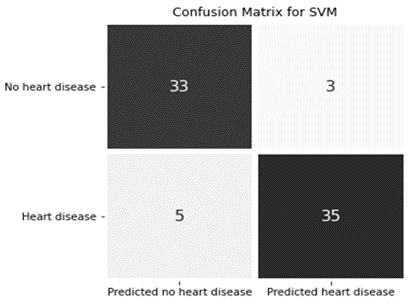 Confusion Matrix for SVM
No heart disease
33
3
Heart disease
5
35
Predicted no heart disease
Predicted heart disease